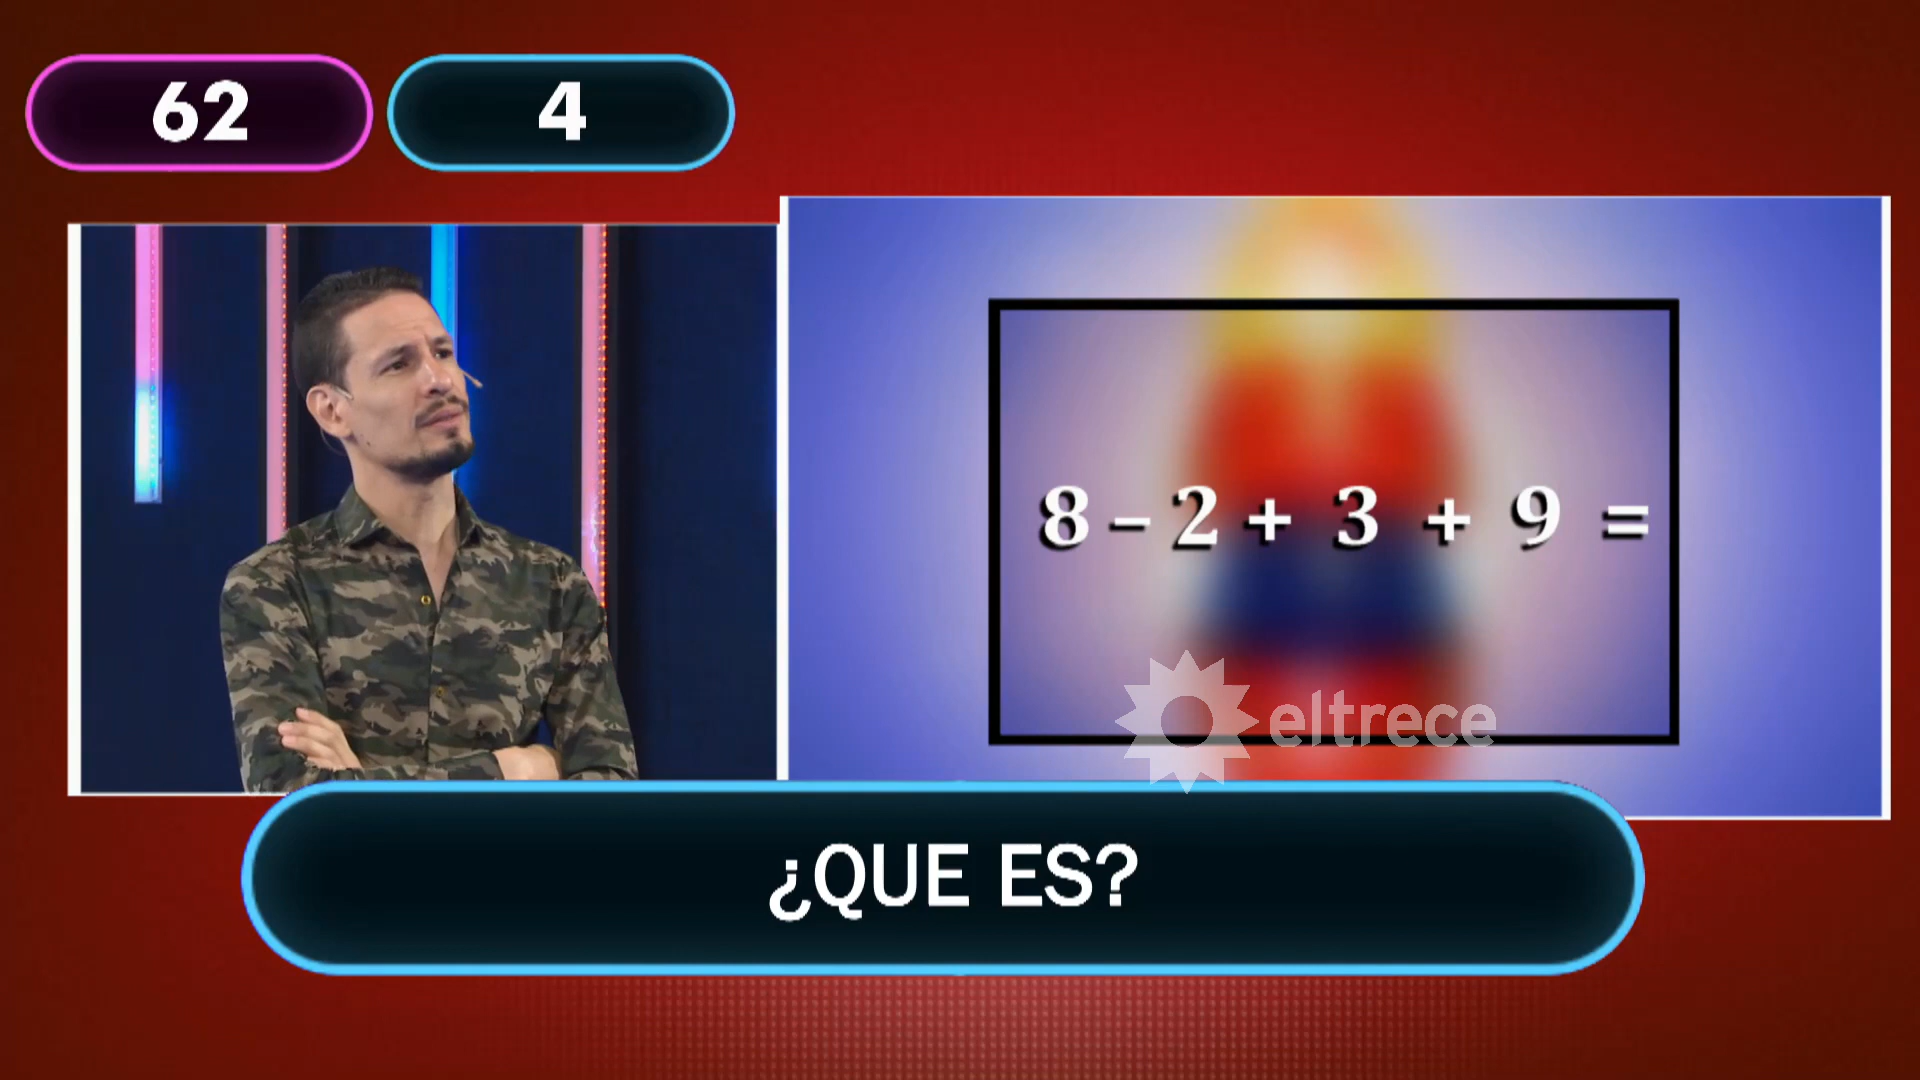 62
4
8 – 2 + 3 + 9 =
eltrece
¿QUE ES?